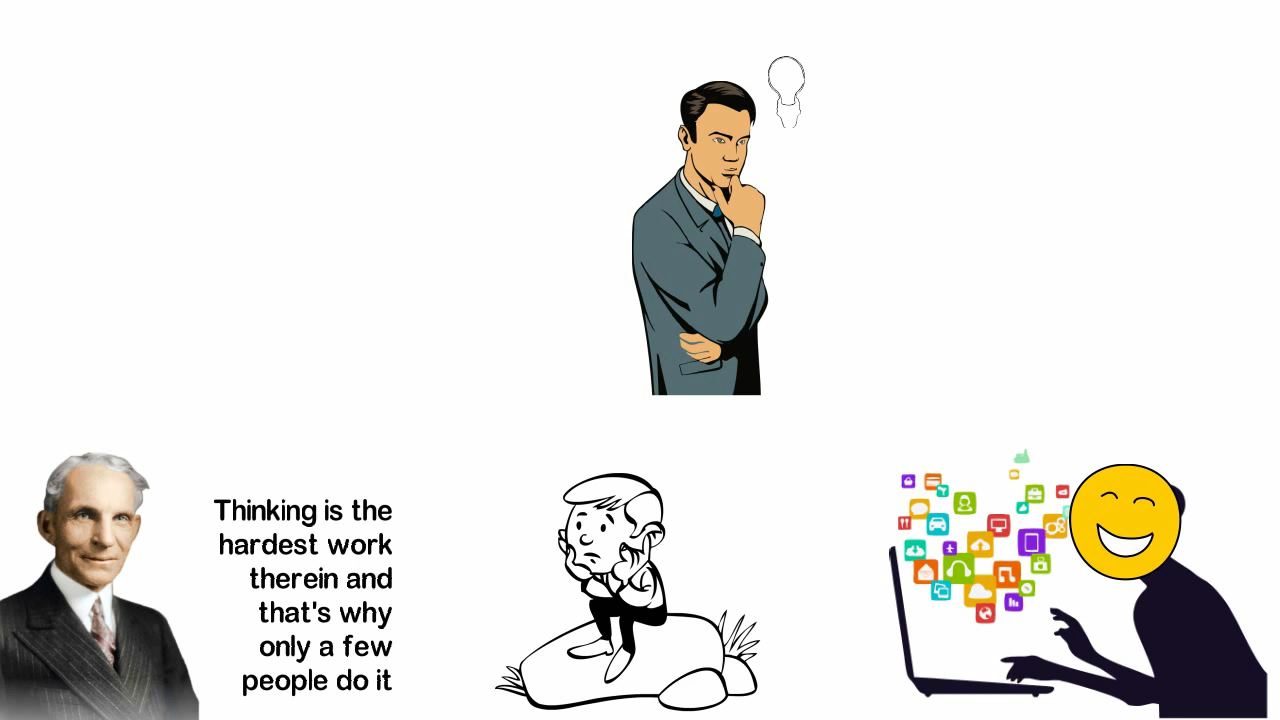 Thinking is the
hardest work
therein and
that's why
only a few
people do it